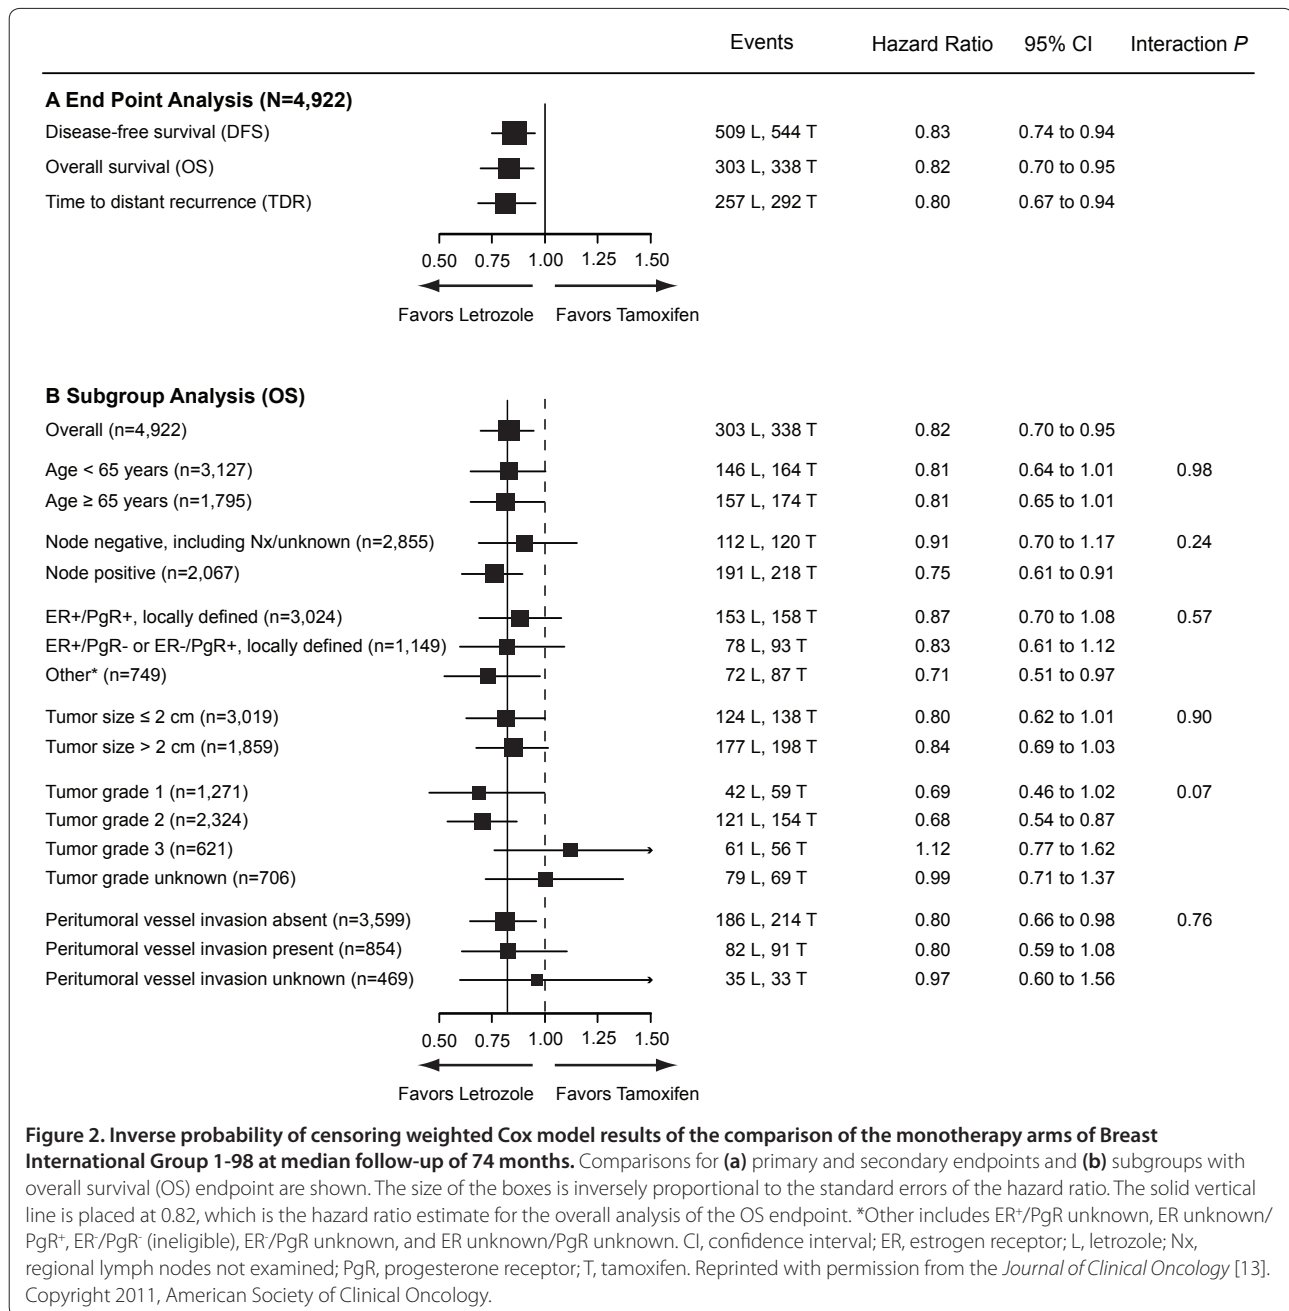 Events Hazard Ratio 95% CI Interaction P
A End Point Analysis (N=4,922)
Disease-free survival (DFS) 509 L, 544 T 0.83 0.74 to 0.94
Overall survival (OS) 303 L, 338 T 0.82 0.70 to 0.95
Time to distant recurrence (TDR) 257 L, 292 T 0.80 0.67 to 0.94
0.50 0.75 1.00 1.25 1.50
Favors Letrozole Favors Tamoxifen
B Subgroup Analysis (OS)
Overall (n=4,922) 303 L, 338 T 0.82 0.70 to 0.95
Age < 65 years (n=3,127) 146 L, 164 T 0.81 0.64 to 1.01 0.98
Age ≥ 65 years (n=1,795) 157 L, 174 T 0.81 0.65 to 1.01
Node negative, including Nx/unknown (n=2,855) 112 L, 120 T 0.91 0.70 to 1.17 0.24
Node positive (n=2,067) 191 L, 218 T 0.75 0.61 to 0.91
ER+/PgR+, locally defined (n=3,024) 153 L, 158 T 0.87 0.70 to 1.08 0.57
ER+/PgR- or ER-/PgR+, locally defined (n=1,149) 78 L, 93 T 0.83 0.61 to 1.12
Other* (n=749) 72 L, 87 T 0.71 0.51 to 0.97
Tumor size ≤ 2 cm (n=3,019) 124 L, 138 T 0.80 0.62 to 1.01 0.90
Tumor size > 2 cm (n=1,859) 177 L, 198 T 0.84 0.69 to 1.03
Tumor grade 1 (n=1,271) 42 L, 59 T 0.69 0.46 to 1.02 0.07
Tumor grade 2 (n=2,324) 121 L, 154 T 0.68 0.54 to 0.87
Tumor grade 3 (n=621) 61 L, 56 T 1.12 0.77 to 1.62
Tumor grade unknown (n=706) 79 L, 69 T 0.99 0.71 to 1.37
Peritumoral vessel invasion absent (n=3,599) 186 L, 214 T 0.80 0.66 to 0.98 0.76
Peritumoral vessel invasion present (n=854) 82 L, 91 T 0.80 0.59 to 1.08
Peritumoral vessel invasion unknown (n=469) 35 L, 33 T 0.97 0.60 to 1.56
0.50 0.75 1.00 1.25 1.50
Favors Letrozole Favors Tamoxifen
Figure 2. Inverse probability of censoring weighted Cox model results of the comparison of the monotherapy arms of Breast
International Group 1-98 at median follow-up of 74 months. Comparisons for (a) primary and secondary endpoints and (b) subgroups with
overall survival (OS) endpoint are shown. The size of the boxes is inversely proportional to the standard errors of the hazard ratio. The solid vertical
line is placed at 0.82, which is the hazard ratio estimate for the overall analysis of the OS endpoint. *Other includes ER⁺/PgR unknown, ER unknown/
PgR⁺, ER⁻/PgR⁻ (ineligible), ER⁻/PgR unknown, and ER unknown/PgR unknown. CI, confidence interval; ER, estrogen receptor; L, letrozole; Nx,
regional lymph nodes not examined; PgR, progesterone receptor; T, tamoxifen. Reprinted with permission from the Journal of Clinical Oncology [13].
Copyright 2011, American Society of Clinical Oncology.